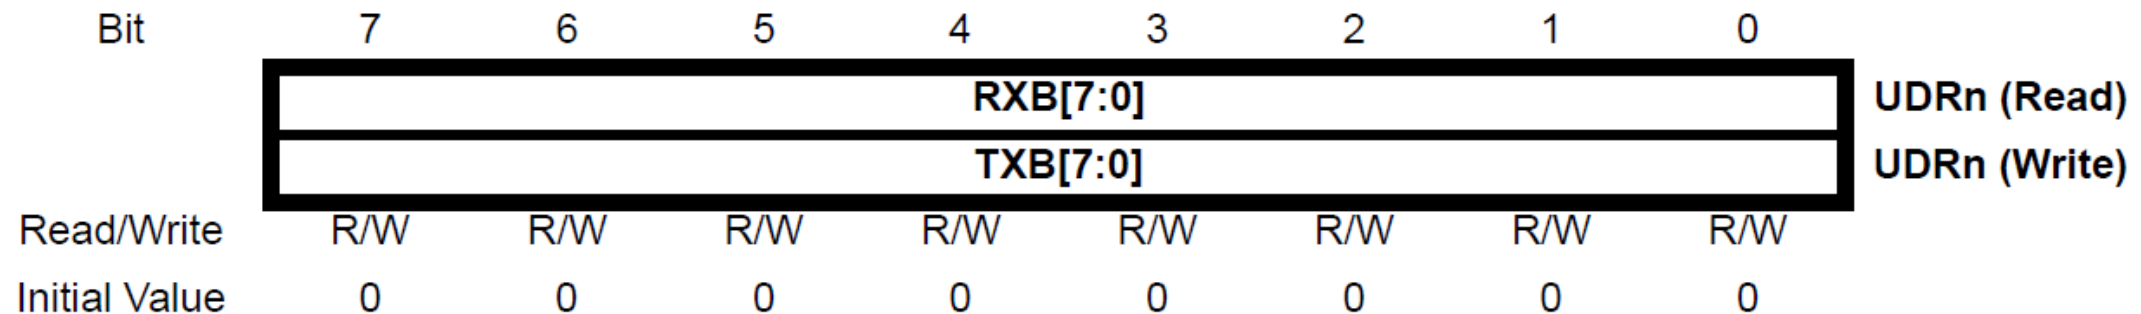 Bit 7 6 5 4 3 2 1 0
RXB[7:0] UDRn (Read)
TXB[7:0] UDRn (Write)
Read/Write R/W R/W R/W R/W R/W R/W R/W R/W
Initial Value 0 0 0 0 0 0 0 0